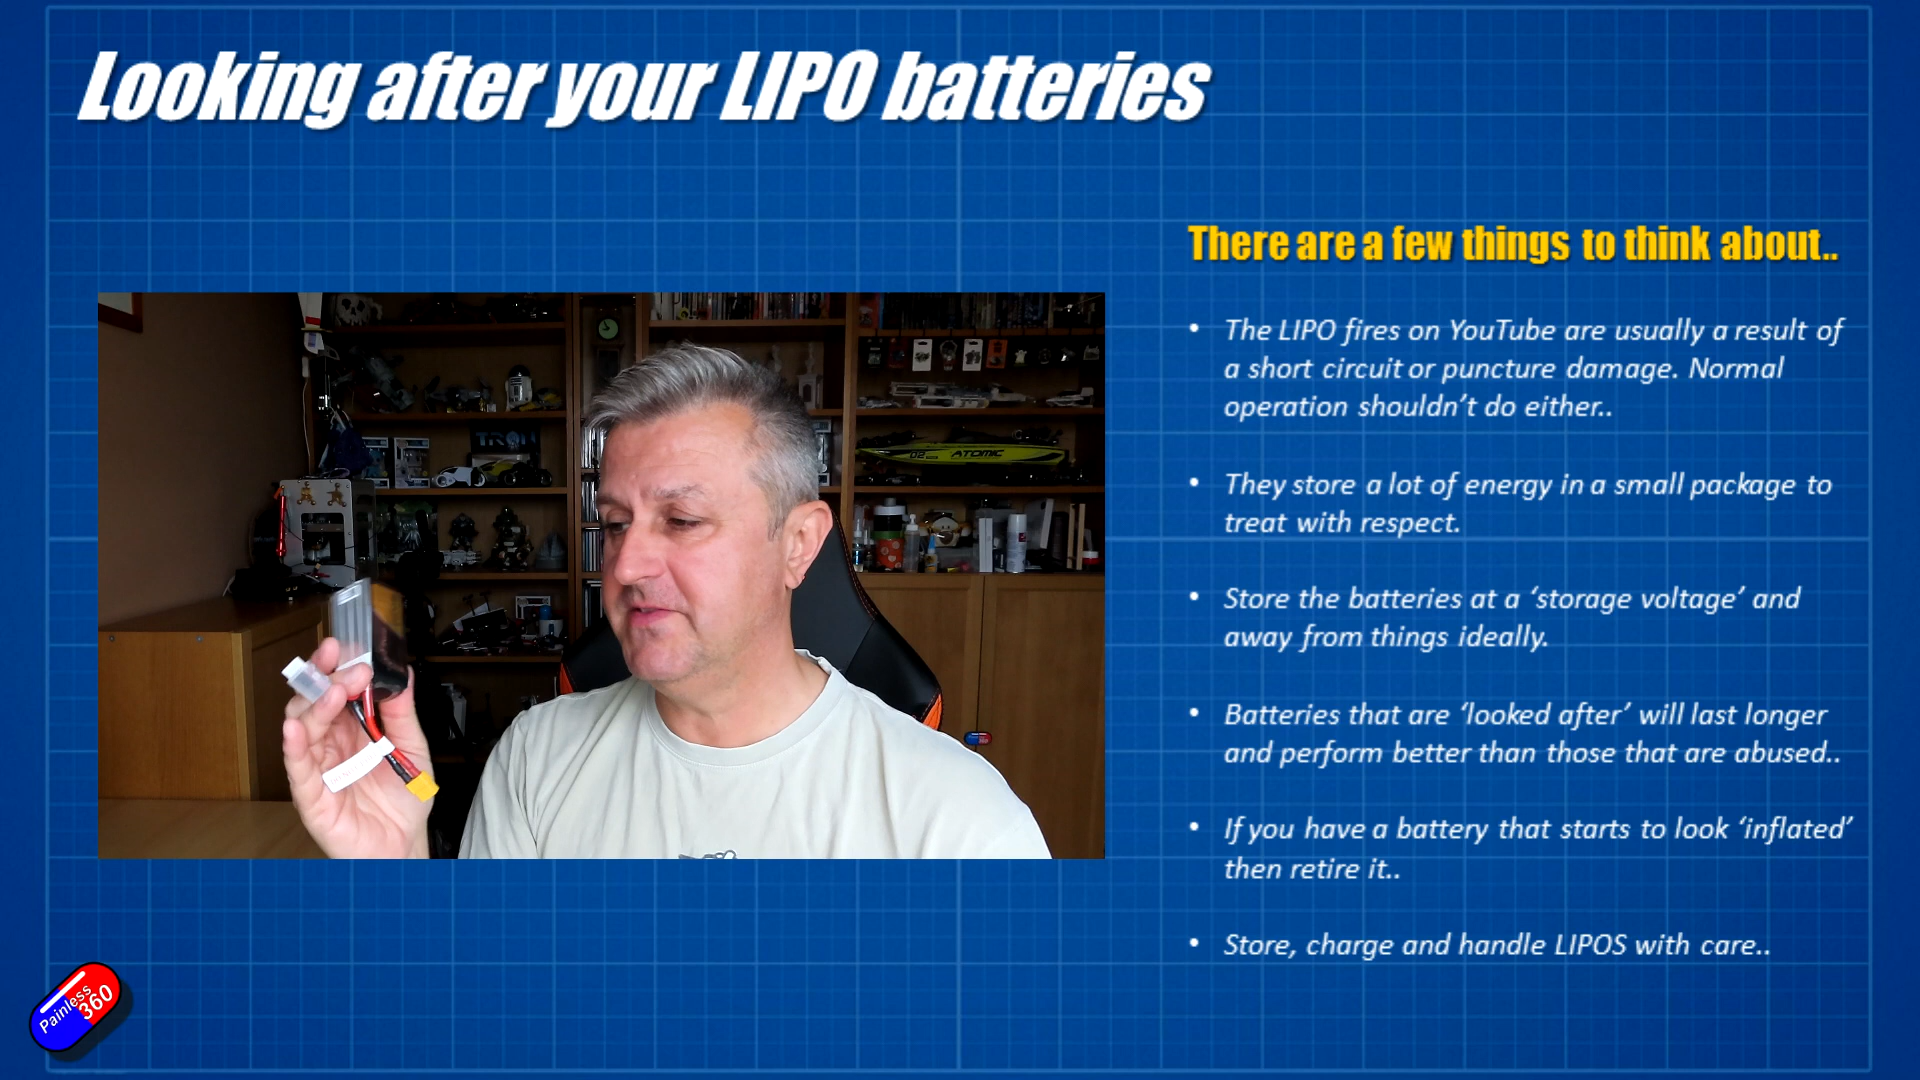 Looking after your LIPO batteries
There are a few things to think about..
• The LIPO fires on YouTube are usually a result of
a short circuit or puncture damage. Normal
operation shouldn't do either..
• They store a lot of energy in a small package to
treat with respect.
• Store the batteries at a 'storage voltage' and
away from things ideally.
• Batteries that are 'looked after' will last longer
and perform better than those that are abused..
• If you have a battery that starts to look 'inflated'
then retire it..
• Store, charge and handle LIPOS with care..
TRON
02 ATOMIC
Painless
360